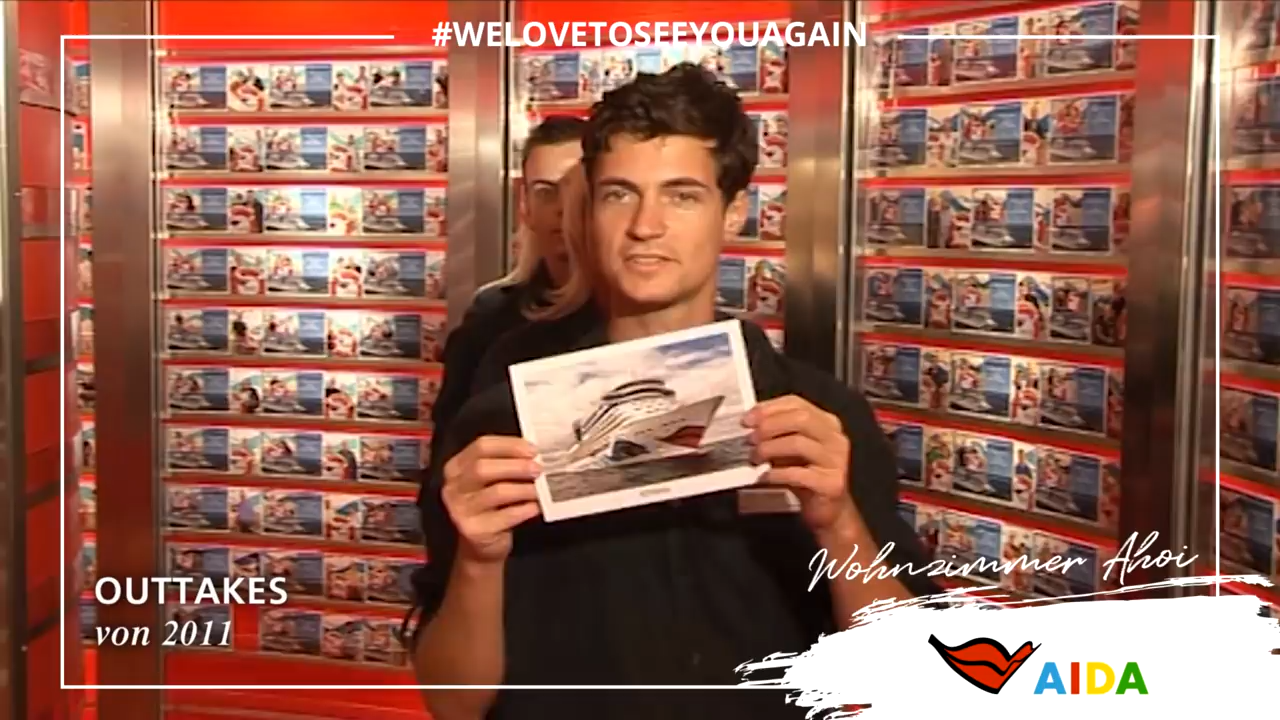 #WELOVETOSEEYOUAGAIN
Wohnzimmer Ahoi
OUTTAKES
von 2011
AIDA